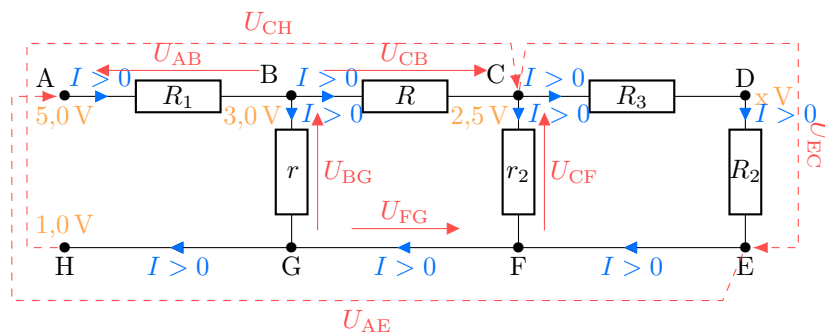 U_CH
U_AB U_CB
A I > 0 B I > 0 C I > 0 D
R_1 R R_3
5,0 V 3,0 V I > 0 2,5 V I > 0 x V I > 0
U_EC
r U_BG r_2 U_CF R_2
1,0 V U_FG
H I > 0 G I > 0 F I > 0 E
U_AE